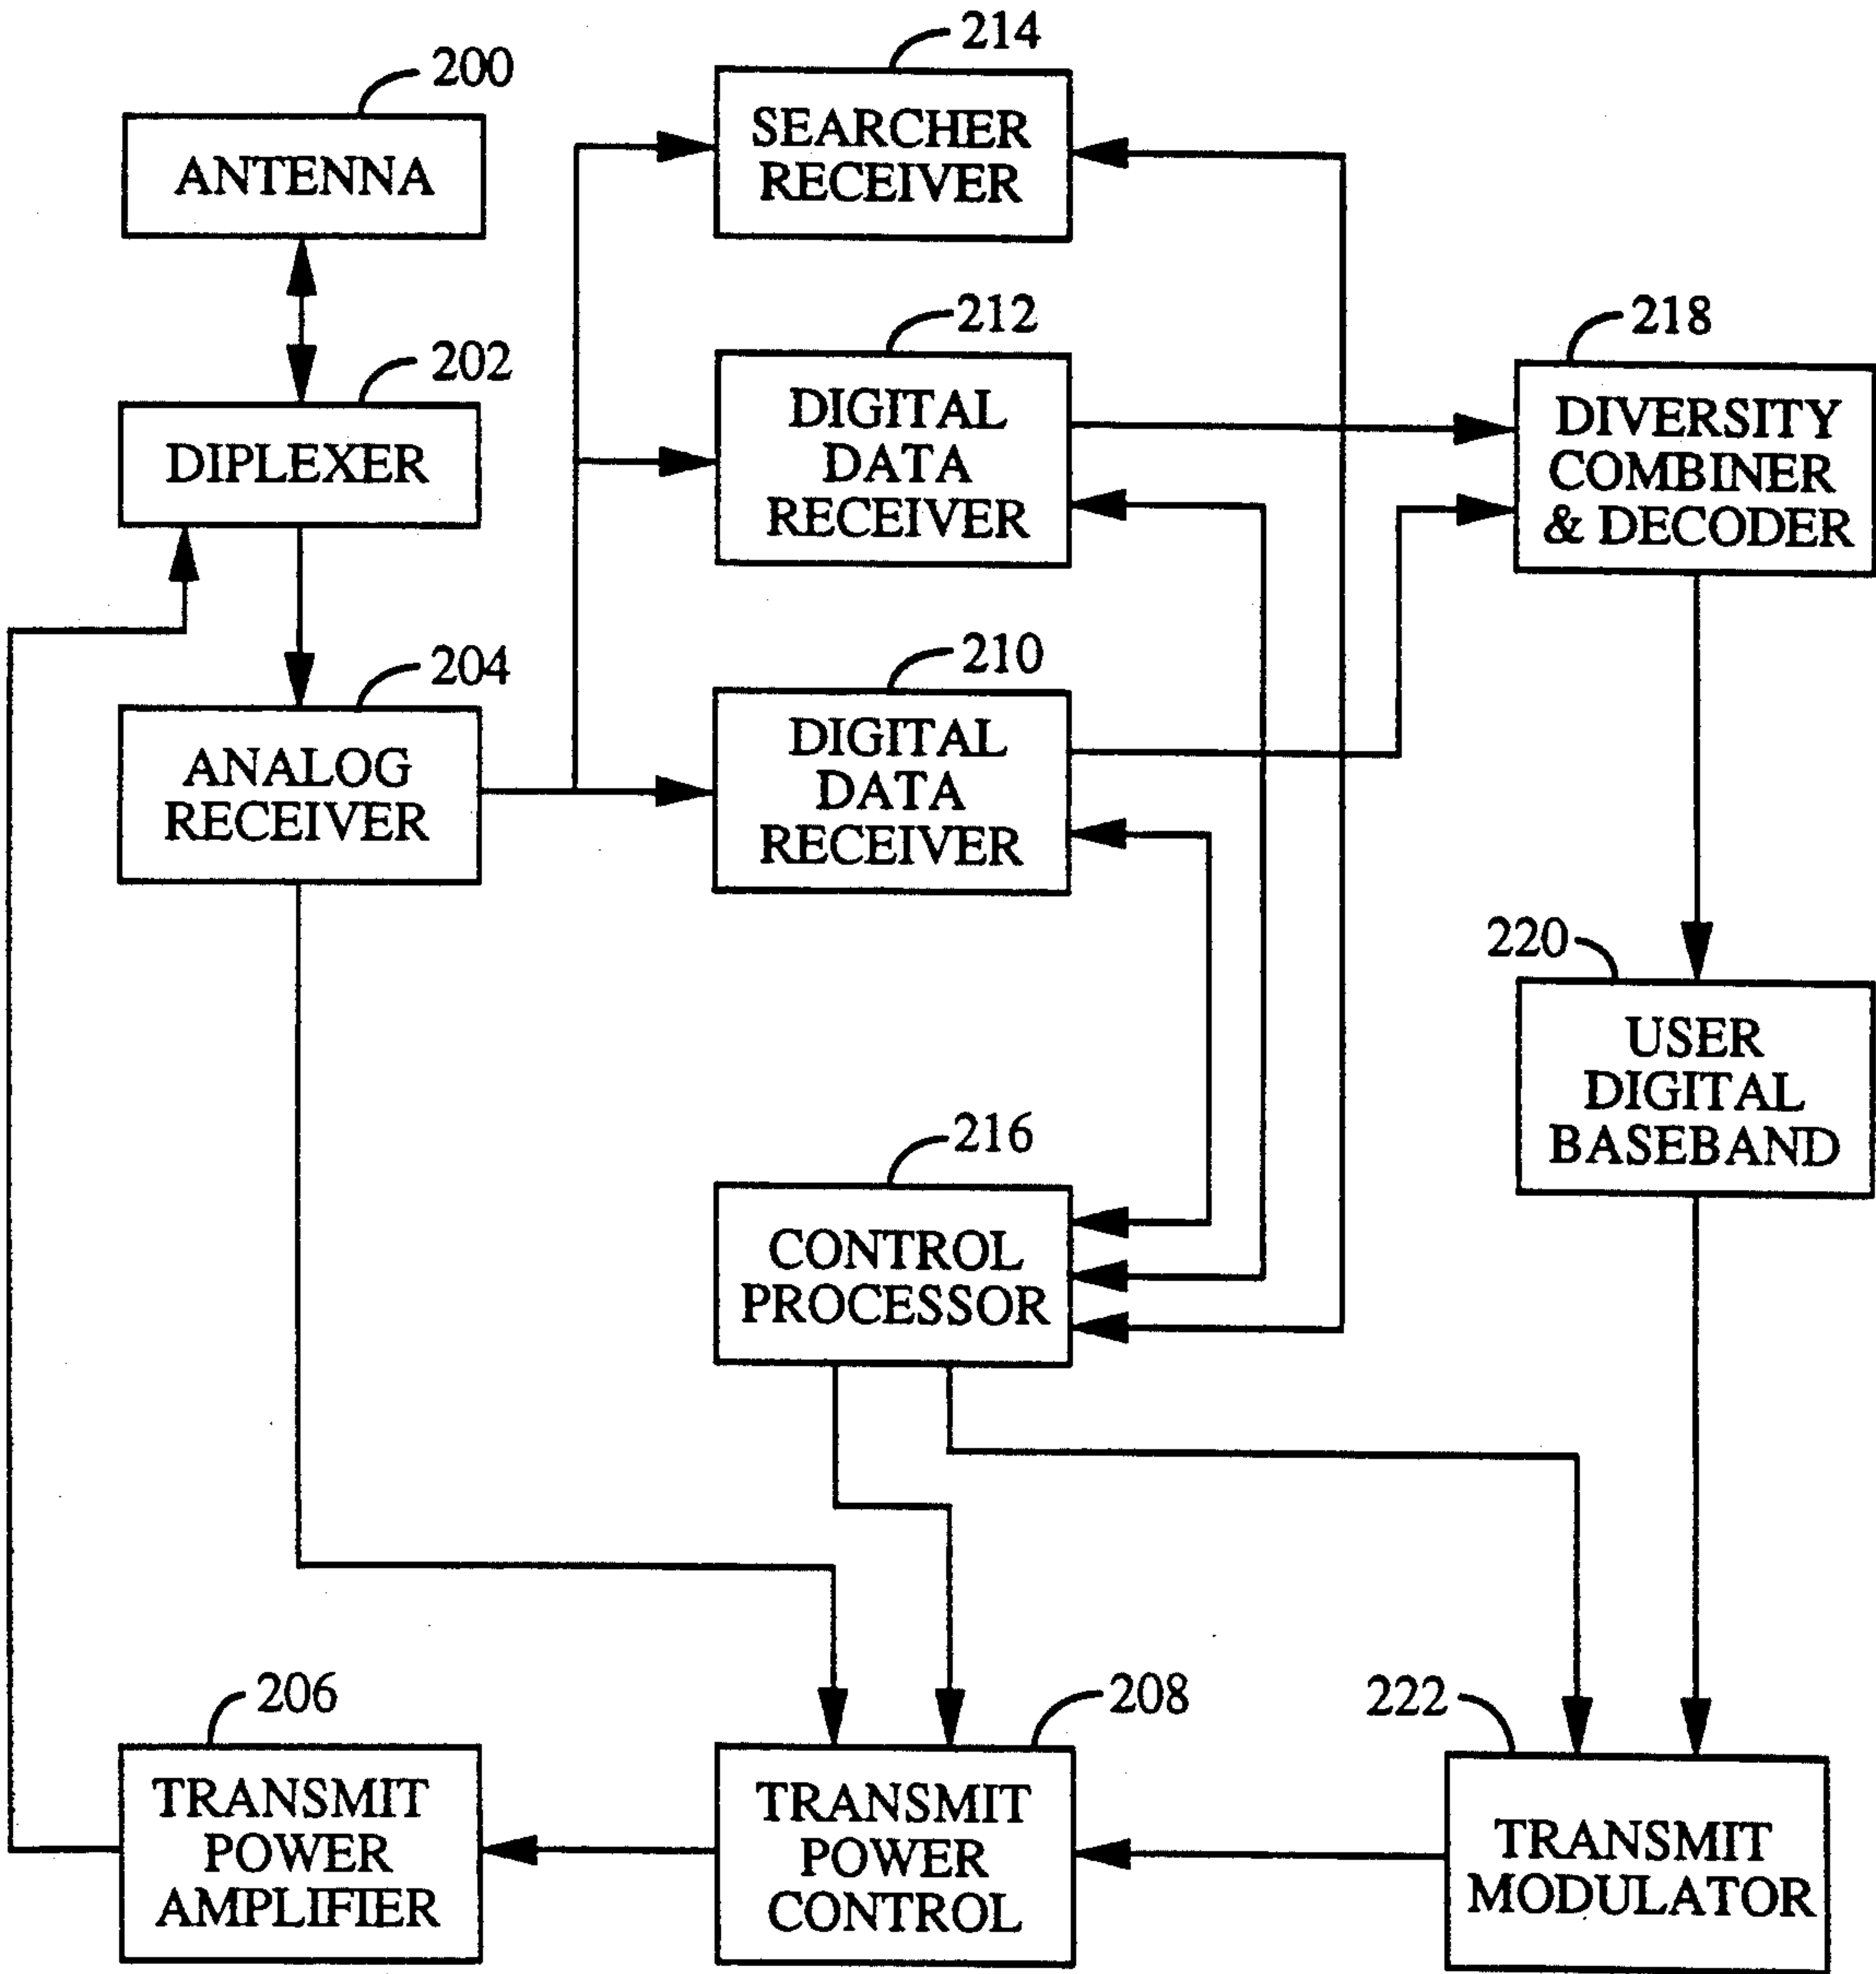 214
200
SEARCHER
RECEIVER
ANTENNA
212
218
202
DIGITAL
DATA
RECEIVER
DIVERSITY
COMBINER
& DECODER
DIPLEXER
210
204
DIGITAL
DATA
RECEIVER
ANALOG
RECEIVER
220
USER
DIGITAL
BASEBAND
216
CONTROL
PROCESSOR
206
208
222
TRANSMIT
POWER
AMPLIFIER
TRANSMIT
POWER
CONTROL
TRANSMIT
MODULATOR